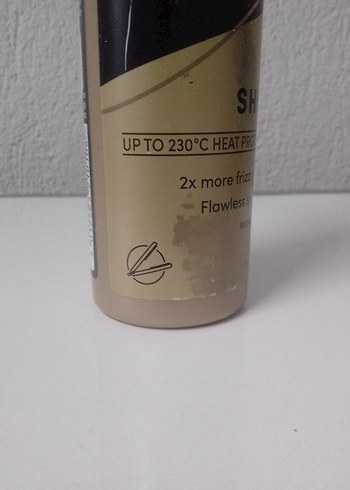 SH
UP TO 230°C HEAT PRO
2x more friz
Flawless s